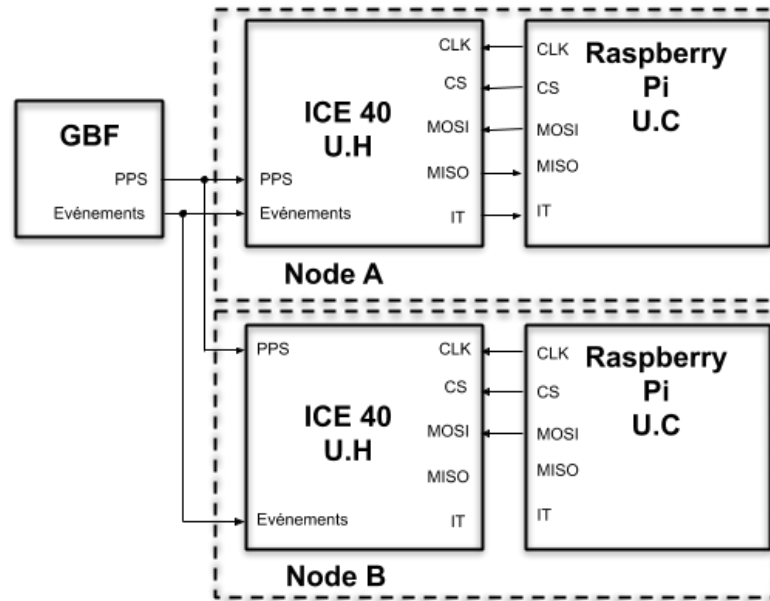 GBF
PPS
Evénements
ICE 40
U.H
CLK
CS
MOSI
MISO
IT
PPS
Evénements
Raspberry
Pi
U.C
CLK
CS
MOSI
MISO
IT
Node A
ICE 40
U.H
PPS
Evénements
CLK
CS
MOSI
MISO
IT
Raspberry
Pi
U.C
CLK
CS
MOSI
MISO
IT
Node B